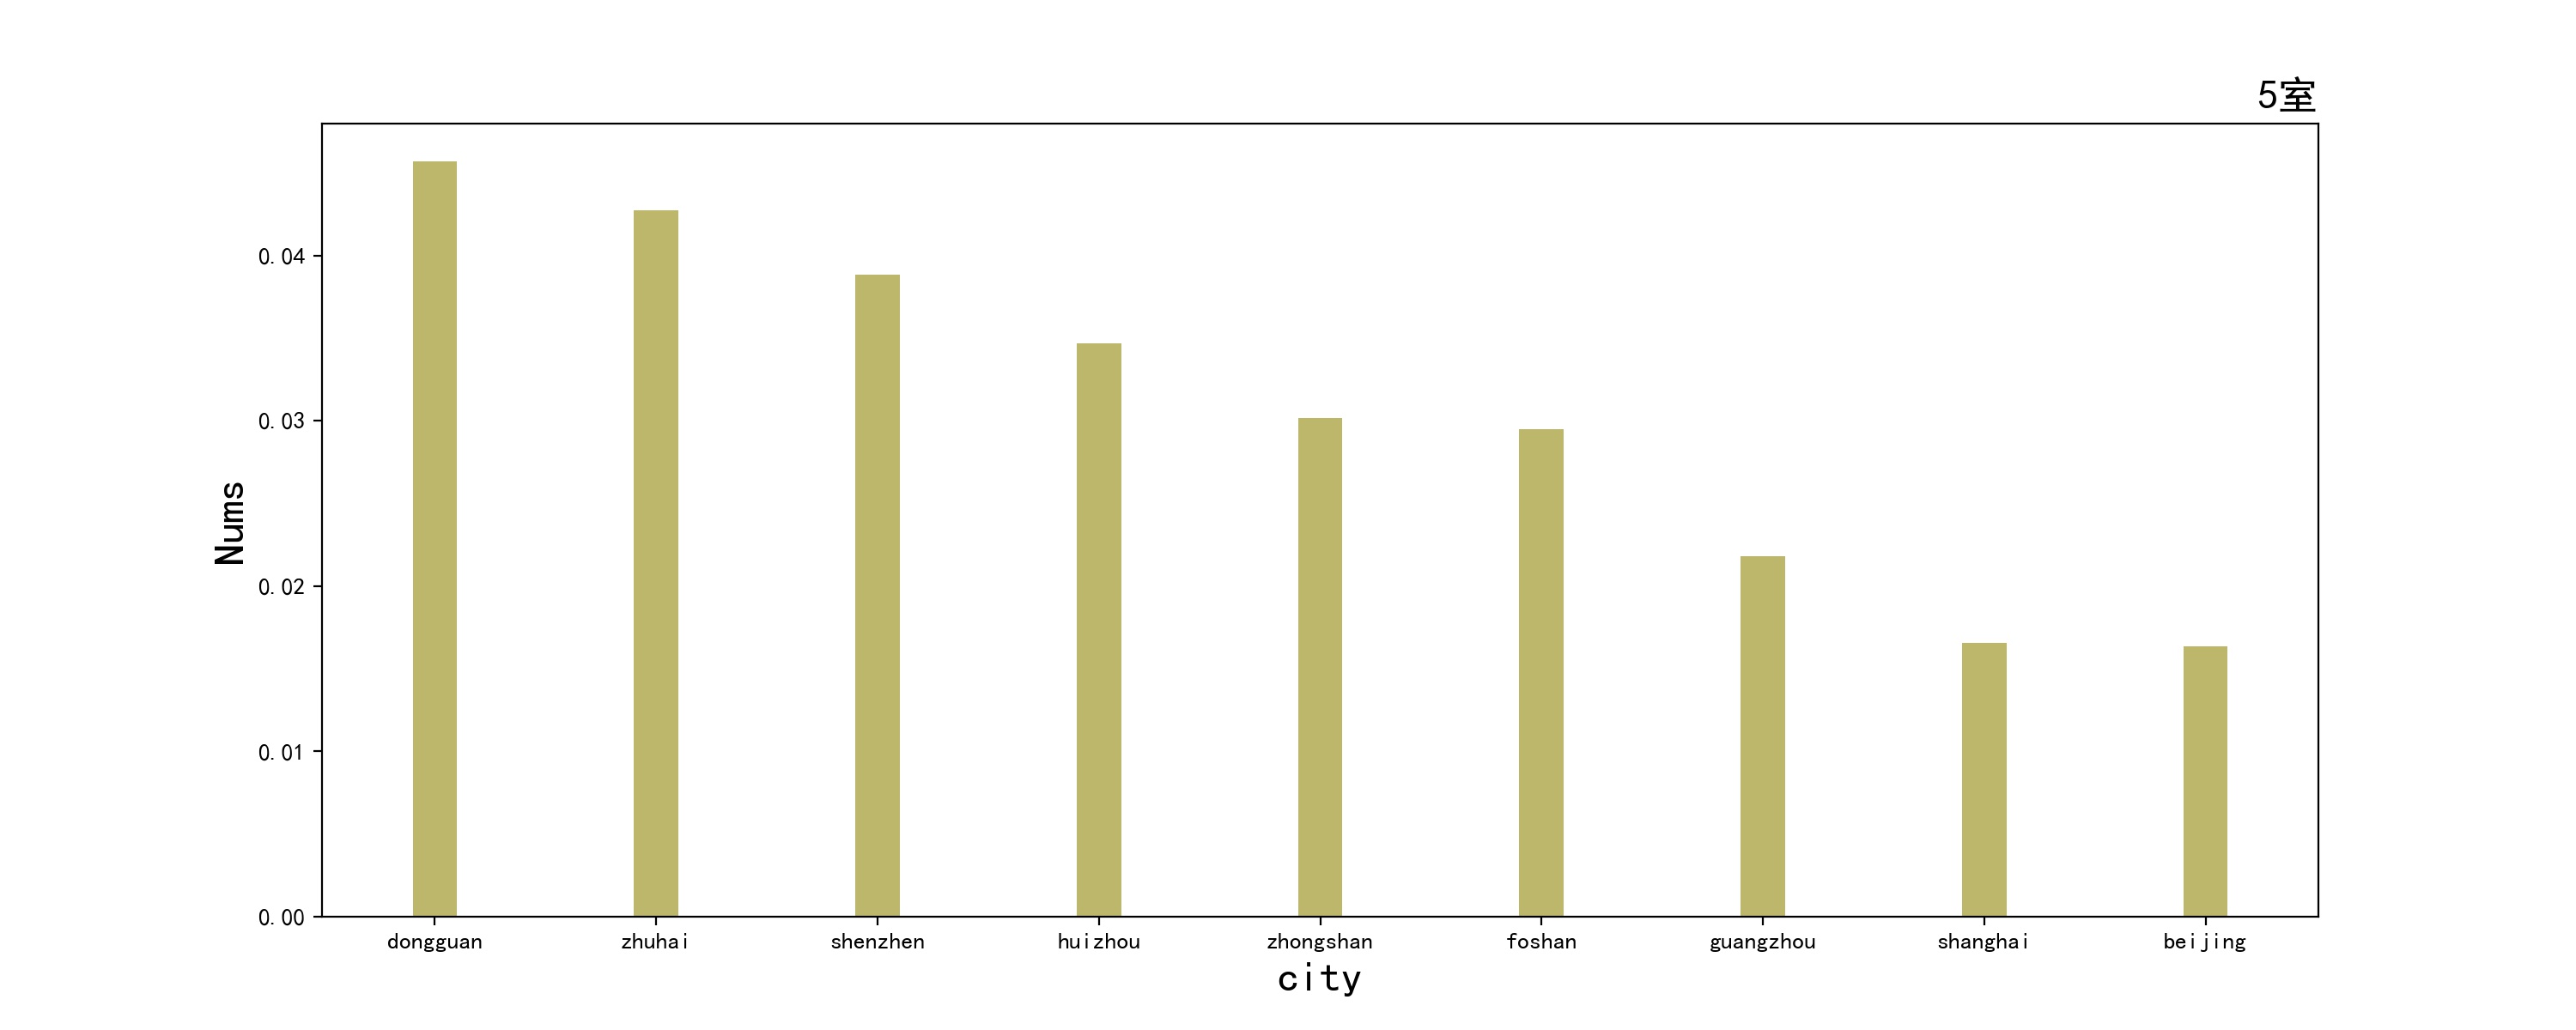 5室
Nums
0.04
0.03
0.02
0.01
0.00
dongguan zhuhai shenzhen huizhou zhongshan foshan guangzhou shanghai beijing
city